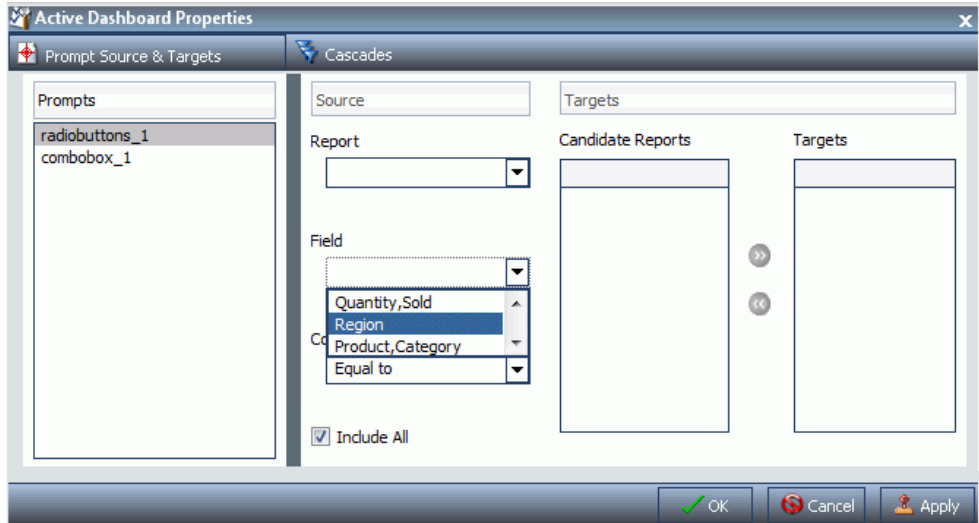 Active Dashboard Properties
Prompt Source & Targets
Cascades
Prompts
radiobuttons_1
combobox_1
Source
Report
Field
Quantity,Sold
Region
Product,Category
Equal to
Include All
Targets
Candidate Reports
Targets
OK
Cancel
Apply